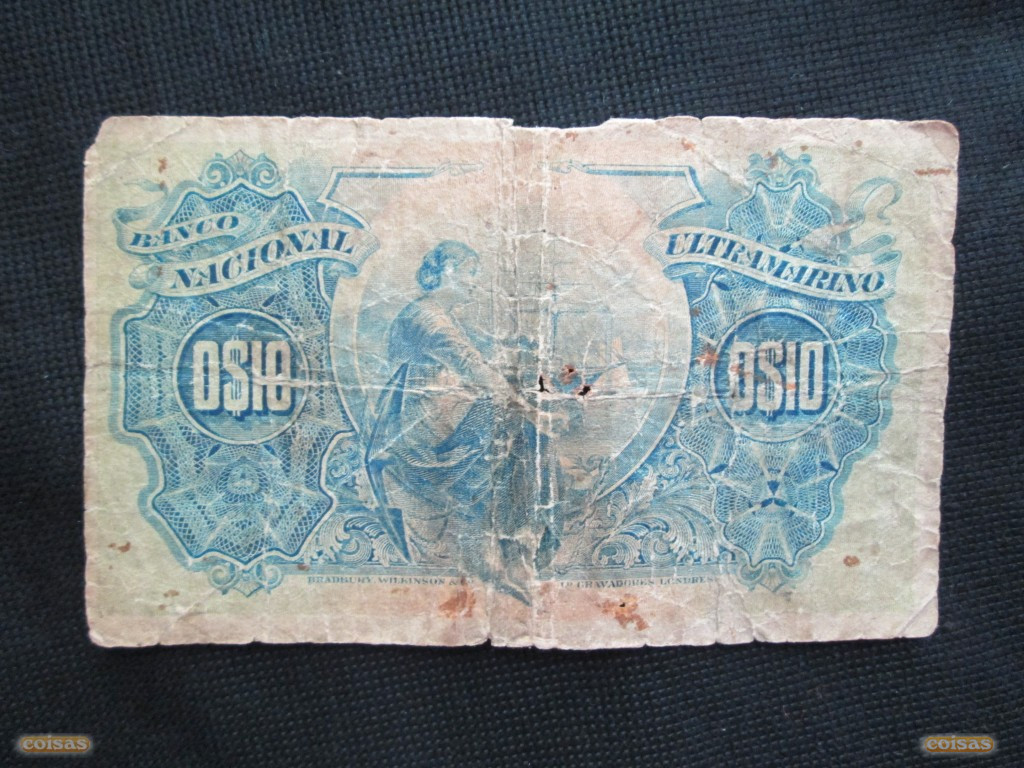 BANCO
NACIONAL
ULTRAMARINO
0$10
0$10
BRADBURY WILKINSON & GRAVADORES LONDRES
coisas
coisas